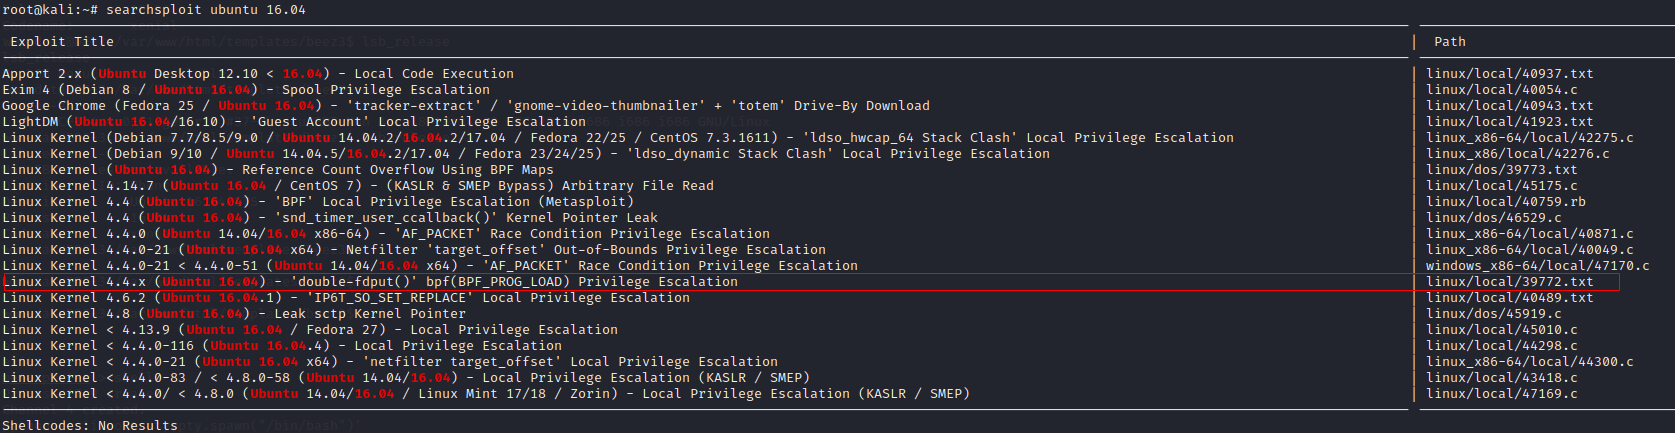 root@kali:~# searchsploit ubuntu 16.04
Exploit Title | Path
Apport 2.x (Ubuntu Desktop 12.10 < 16.04) - Local Code Execution | linux/local/40937.txt
Exim 4 (Debian 8 / Ubuntu 16.04) - Spool Privilege Escalation | linux/local/40054.c
Google Chrome (Fedora 25 / Ubuntu 16.04) - 'tracker-extract' / 'gnome-video-thumbnailer' + 'totem' Drive-By Download | linux/local/40943.txt
LightDM (Ubuntu 16.04/16.10) - 'Guest Account' Local Privilege Escalation | linux/local/41923.txt
Linux Kernel (Debian 7.7/8.5/9.0 / Ubuntu 14.04.2/16.04.2/17.04 / Fedora 22/25 / CentOS 7.3.1611) - 'ldso_hwcap_64 Stack Clash' Local Privilege Escalation | linux_x86-64/local/42275.c
Linux Kernel (Debian 9/10 / Ubuntu 14.04.5/16.04.2/17.04 / Fedora 23/24/25) - 'ldso_dynamic Stack Clash' Local Privilege Escalation | linux_x86/local/42276.c
Linux Kernel (Ubuntu 16.04) - Reference Count Overflow Using BPF Maps | linux/dos/39773.txt
Linux Kernel 4.14.7 (Ubuntu 16.04 / CentOS 7) - (KASLR & SMEP Bypass) Arbitrary File Read | linux/local/45175.c
Linux Kernel 4.4 (Ubuntu 16.04) - 'BPF' Local Privilege Escalation (Metasploit) | linux/local/40759.rb
Linux Kernel 4.4 (Ubuntu 16.04) - 'snd_timer_user_ccallback()' Kernel Pointer Leak | linux/dos/46529.c
Linux Kernel 4.4.0 (Ubuntu 14.04/16.04 x86-64) - 'AF_PACKET' Race Condition Privilege Escalation | linux_x86-64/local/40871.c
Linux Kernel 4.4.0-21 (Ubuntu 16.04 x64) - Netfilter 'target_offset' Out-of-Bounds Privilege Escalation | linux_x86-64/local/40049.c
Linux Kernel 4.4.0-21 < 4.4.0-51 (Ubuntu 14.04/16.04 x64) - 'AF_PACKET' Race Condition Privilege Escalation | windows_x86-64/local/47170.c
Linux Kernel 4.4.x (Ubuntu 16.04) - 'double-fdput()' bpf(BPF_PROG_LOAD) Privilege Escalation | linux/local/39772.txt
Linux Kernel 4.6.2 (Ubuntu 16.04.1) - 'IP6T_SO_SET_REPLACE' Local Privilege Escalation | linux/local/40489.txt
Linux Kernel 4.8 (Ubuntu 16.04) - Leak sctp Kernel Pointer | linux/dos/45919.c
Linux Kernel < 4.13.9 (Ubuntu 16.04 / Fedora 27) - Local Privilege Escalation | linux/local/45010.c
Linux Kernel < 4.4.0-116 (Ubuntu 16.04.4) - Local Privilege Escalation | linux/local/44298.c
Linux Kernel < 4.4.0-21 (Ubuntu 16.04 x64) - 'netfilter target_offset' Local Privilege Escalation | linux_x86-64/local/44300.c
Linux Kernel < 4.4.0-83 / < 4.8.0-58 (Ubuntu 14.04/16.04) - Local Privilege Escalation (KASLR / SMEP) | linux/local/43418.c
Linux Kernel < 4.4.0/ < 4.8.0 (Ubuntu 14.04/16.04 / Linux Mint 17/18 / Zorin) - Local Privilege Escalation (KASLR / SMEP) | linux/local/47169.c
Shellcodes: No Results